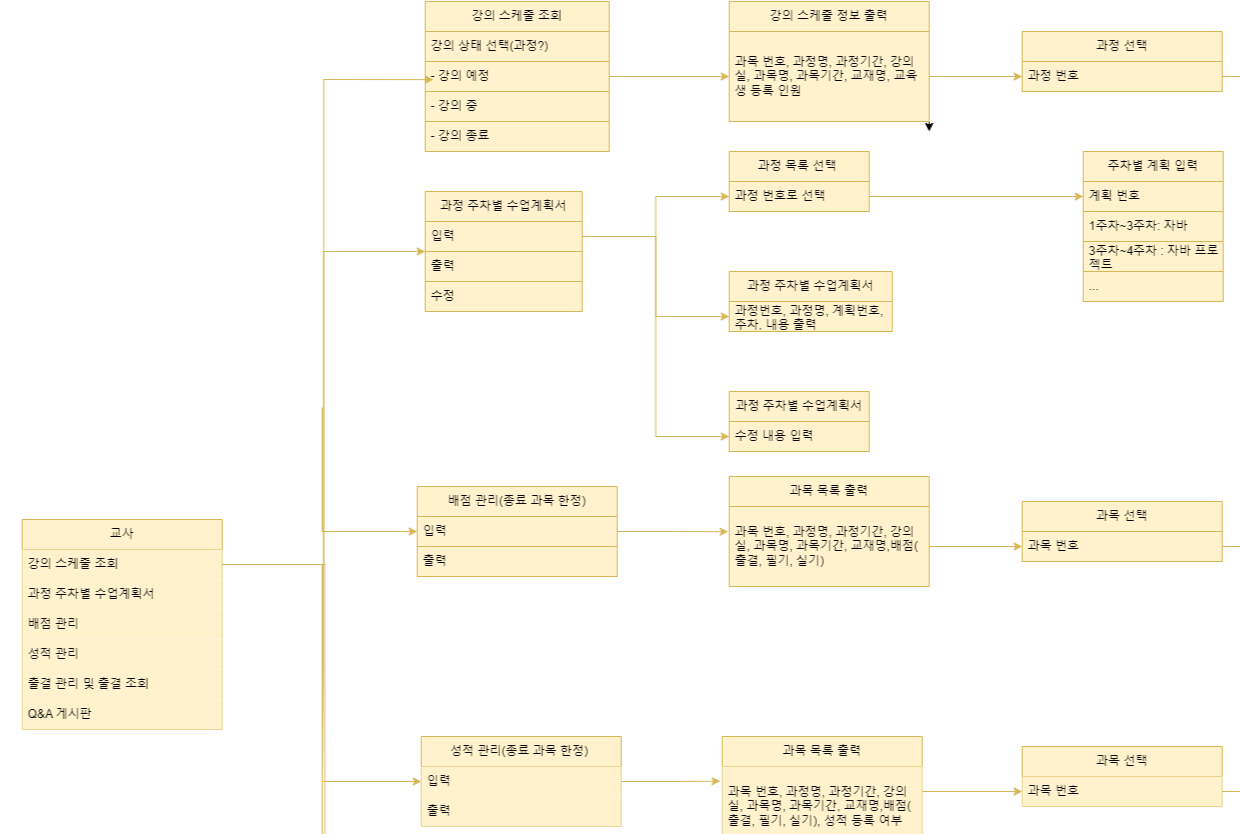 강의 스케줄 조회
강의 상태 선택(과정?)
- 강의 예정
- 강의 중
- 강의 종료
강의 스케줄 정보 출력
과목 번호, 과정명, 과정기간, 강의
실, 과목명, 과목기간, 교재명, 교육
생 등록 인원
과정 선택
과정 번호
과정 주차별 수업계획서
입력
출력
수정
과정 목록 선택
과정 번호로 선택
주차별 계획 입력
계획 번호
1주차~3주차: 자바
3주차~4주차 : 자바 프로
젝트
...
과정 주차별 수업계획서
과정번호, 과정명, 계획번호,
주차, 내용 출력
과정 주차별 수업계획서
수정 내용 입력
배점 관리(종료 과목 한정)
입력
출력
과목 목록 출력
과목 번호, 과정명, 과정기간, 강의
실, 과목명, 과목기간, 교재명,배점(
출결, 필기, 실기)
과목 선택
과목 번호
교사
강의 스케줄 조회
과정 주차별 수업계획서
배점 관리
성적 관리
출결 관리 및 출결 조회
Q&A 게시판
성적 관리(종료 과목 한정)
입력
출력
과목 목록 출력
과목 번호, 과정명, 과정기간, 강의
실, 과목명, 과목기간, 교재명,배점(
출결, 필기, 실기), 성적 등록 여부
과목 선택
과목 번호